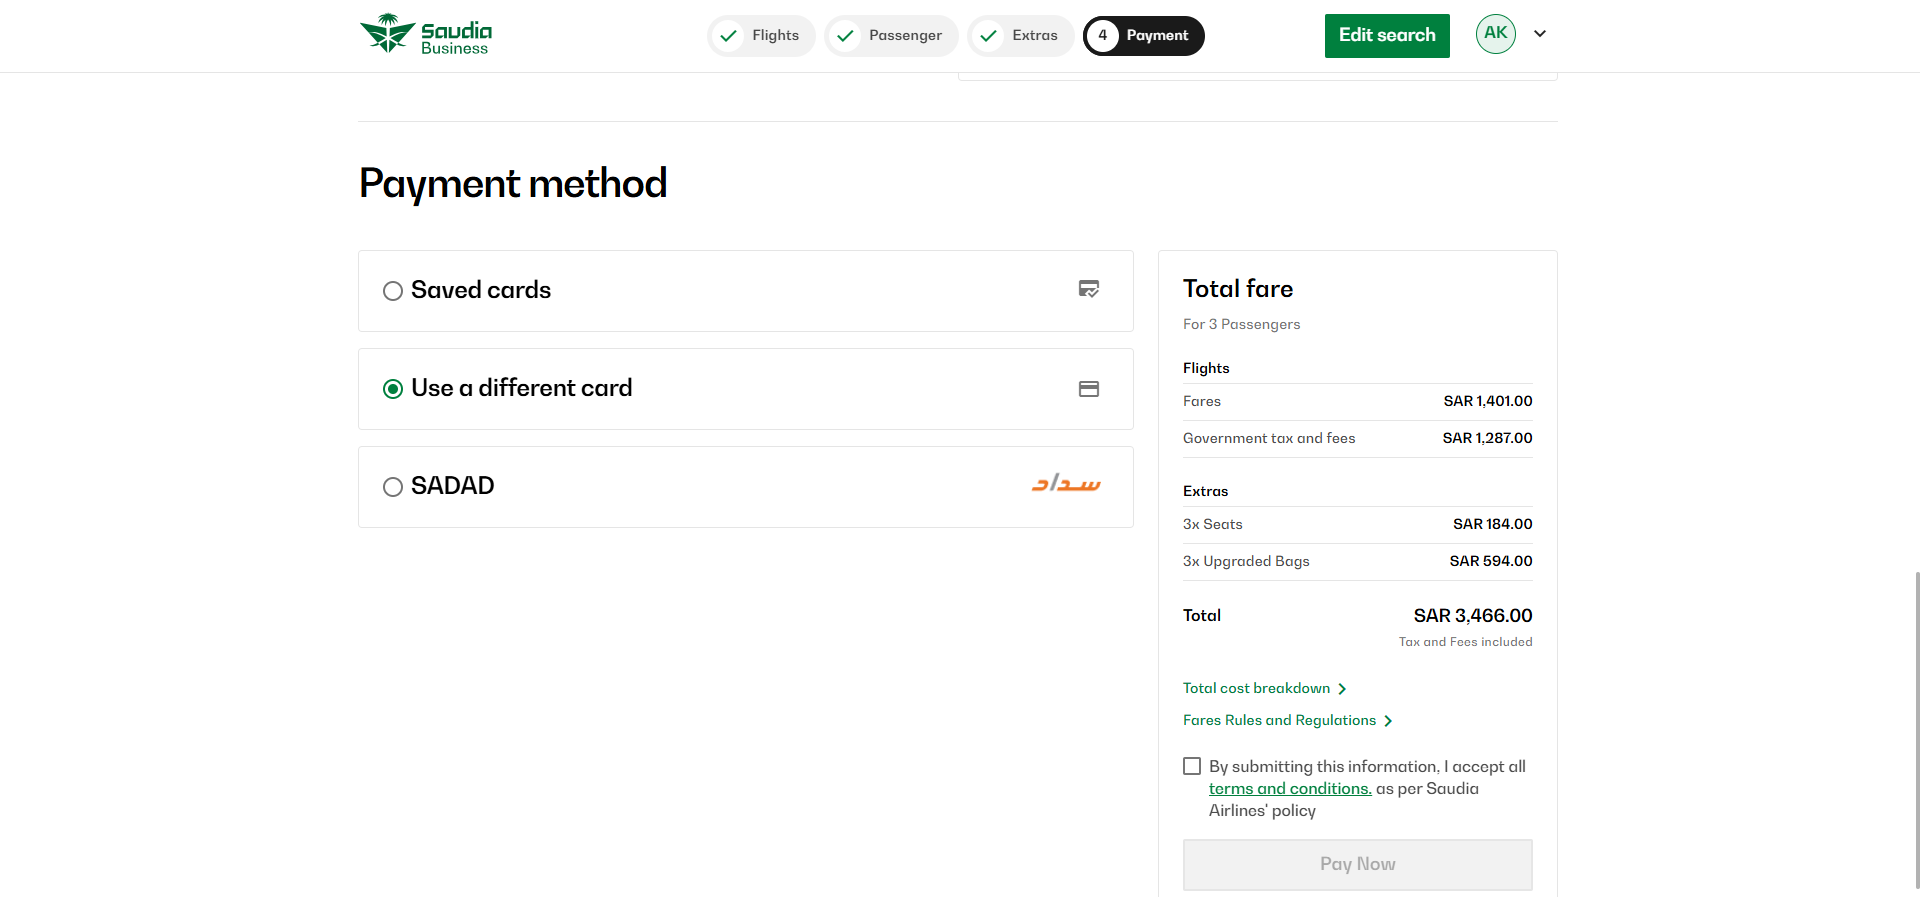 Saudia
Business
Flights
Passenger
Extras
4 Payment
Edit search
AK
Payment method
Saved cards
Use a different card
SADAD
سداد
Total fare
For 3 Passengers
Flights
Fares SAR 1,401.00
Government tax and fees SAR 1,287.00
Extras
3x Seats SAR 184.00
3x Upgraded Bags SAR 594.00
Total SAR 3,466.00
Tax and Fees included
Total cost breakdown
Fares Rules and Regulations
By submitting this information, I accept all
terms and conditions. as per Saudia
Airlines' policy
Pay Now